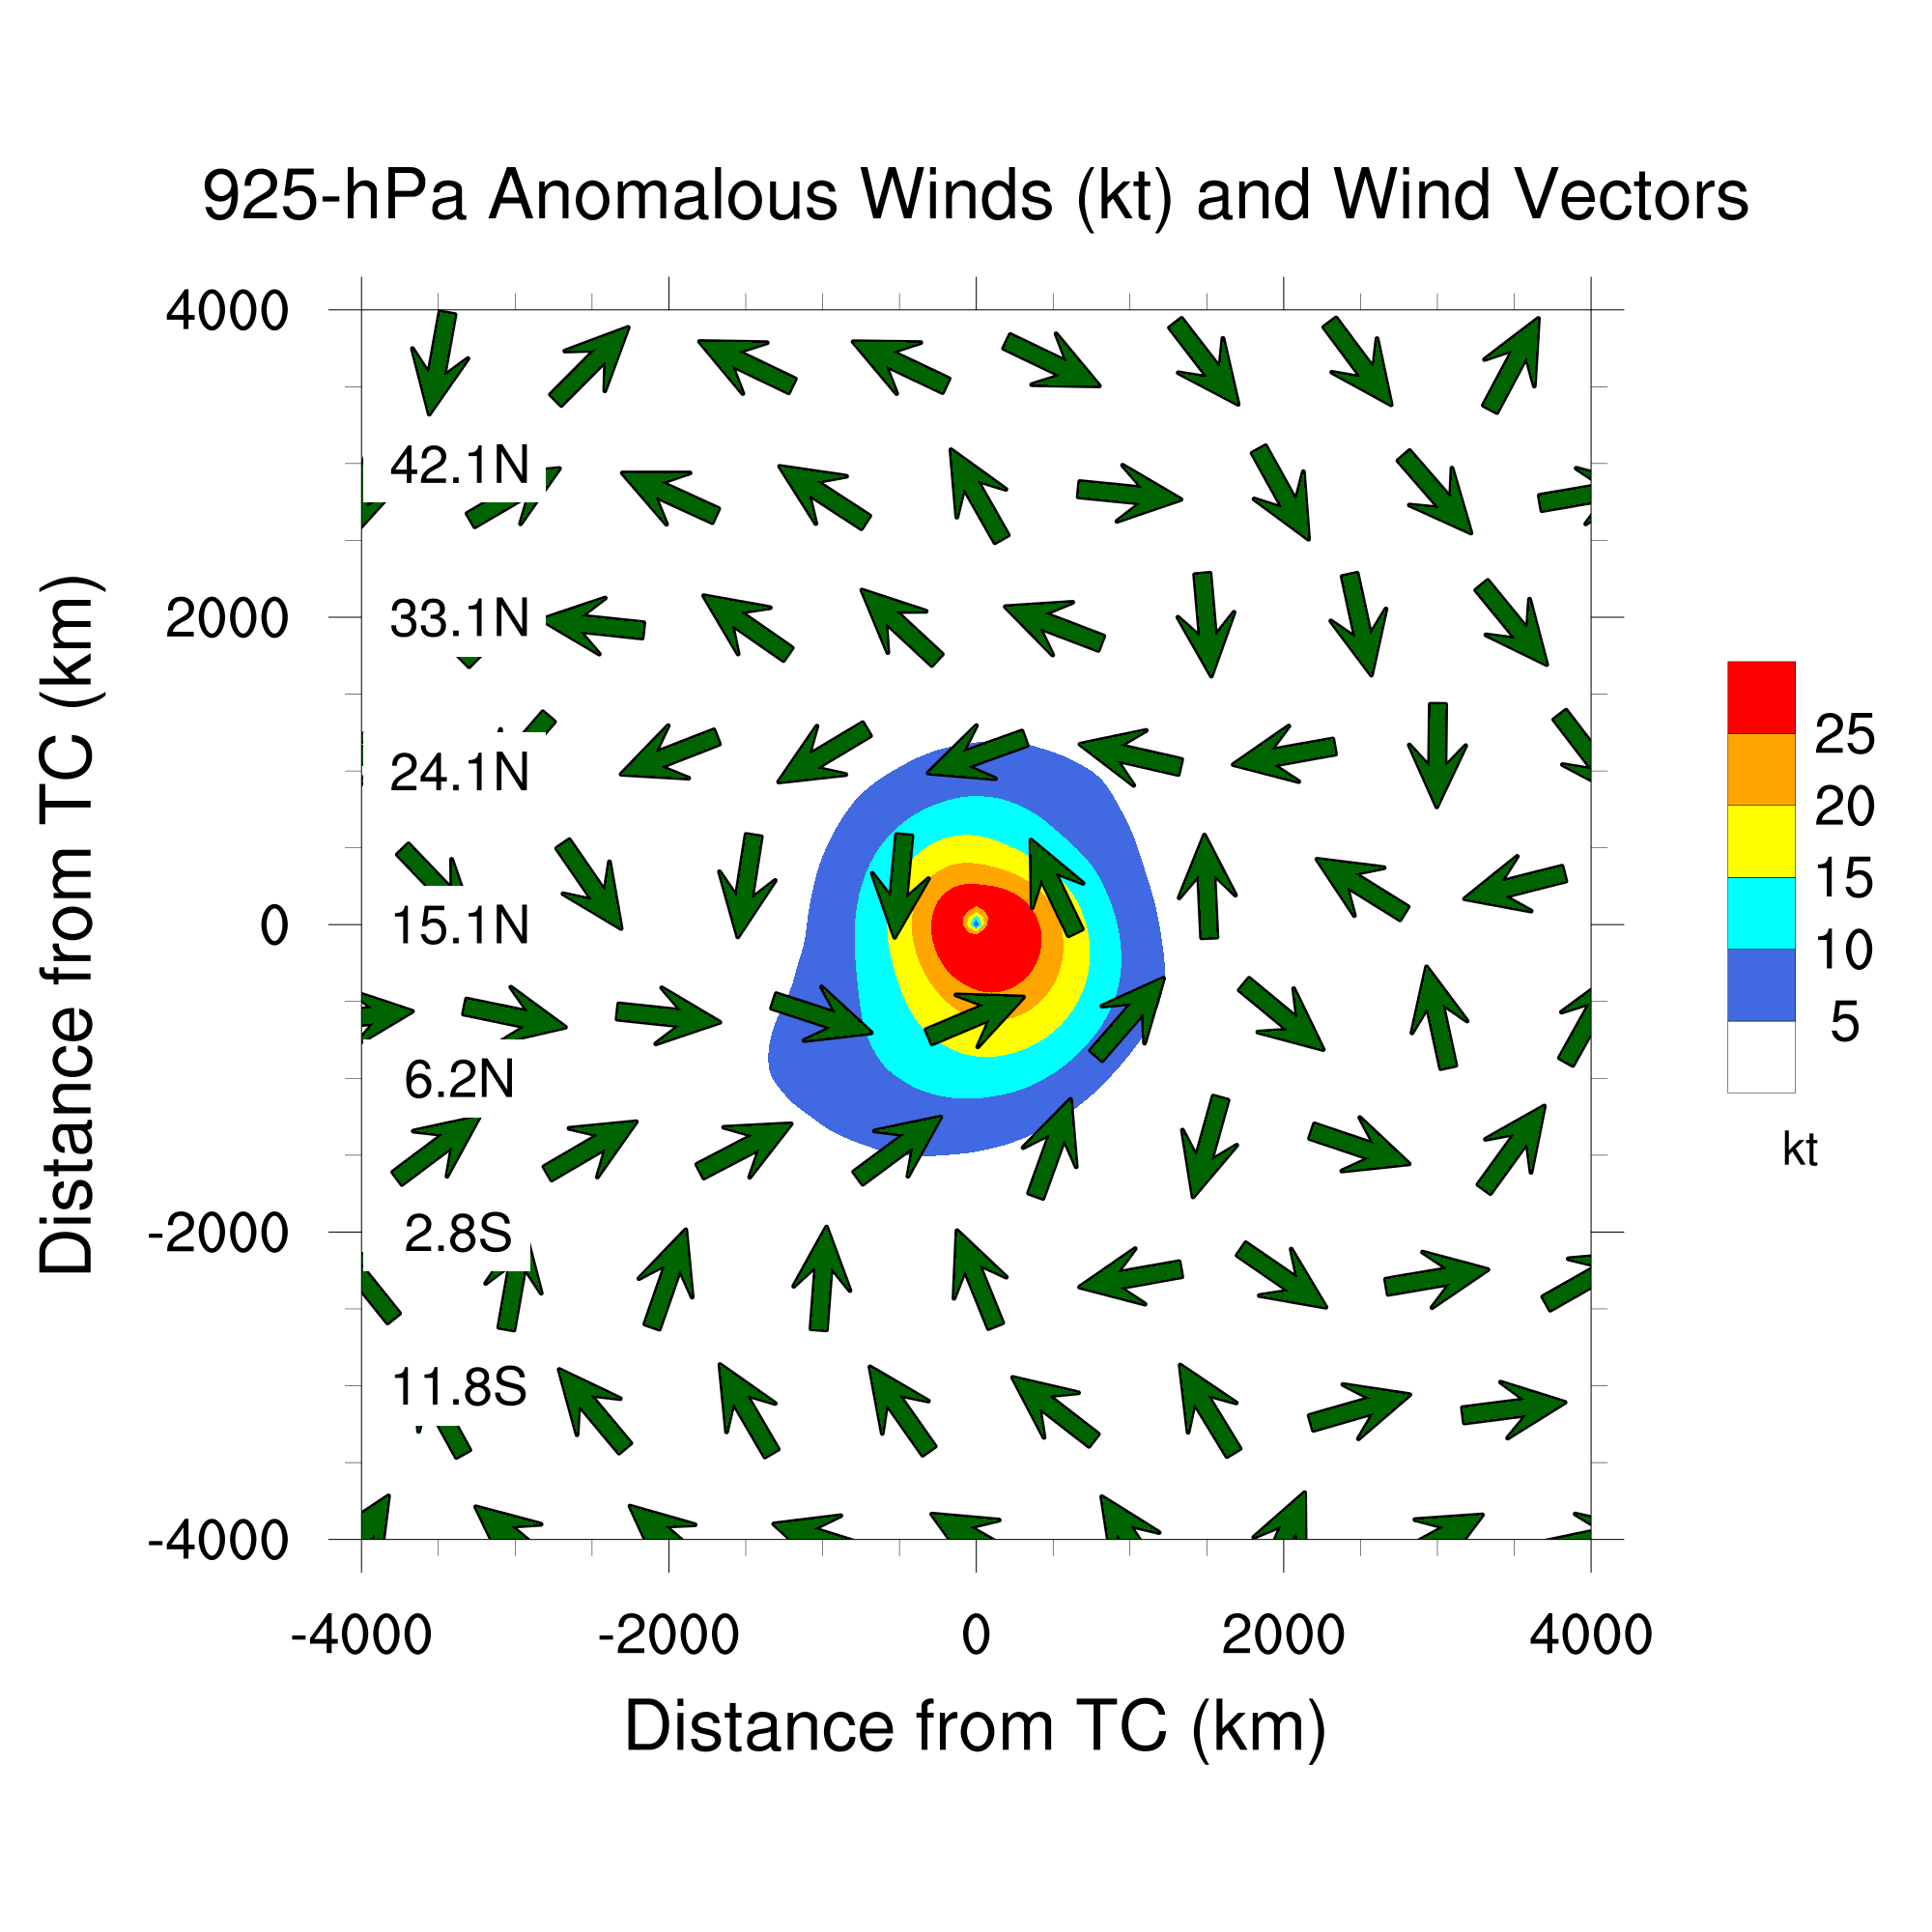 925-hPa Anomalous Winds (kt) and Wind Vectors
4000
2000
0
-2000
-4000
Distance from TC (km)
42.1N
33.1N
24.1N
15.1N
6.2N
2.8S
11.8S
25
20
15
10
5
kt
-4000 -2000 0 2000 4000
Distance from TC (km)